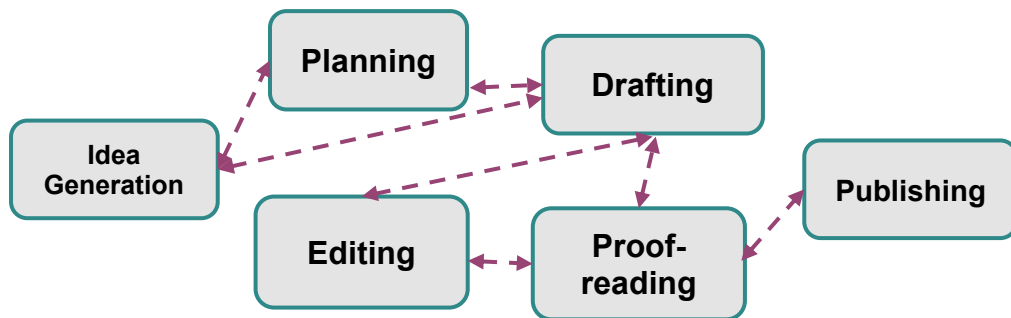 Planning
Drafting
Idea
Generation
Publishing
Editing
Proof-
reading